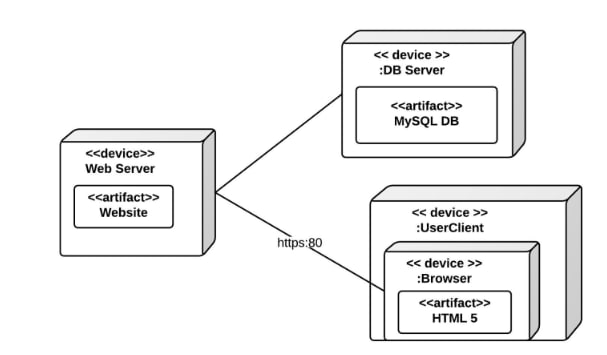 << device >>
:DB Server
<<artifact>>
MySQL DB
<<device>>
Web Server
<<artifact>>
Website
https:80
<< device >>
:UserClient
<< device >>
:Browser
<<artifact>>
HTML 5